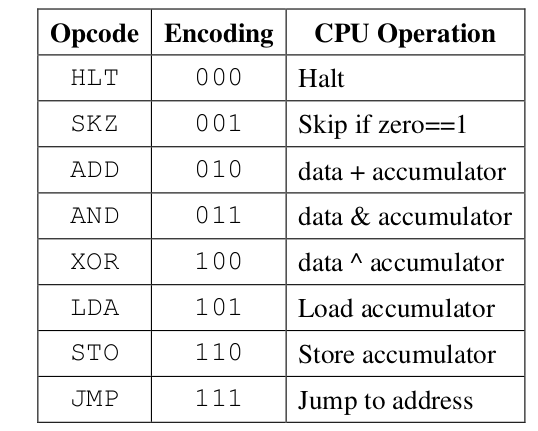 Opcode Encoding CPU Operation
HLT 000 Halt
SKZ 001 Skip if zero==1
ADD 010 data + accumulator
AND 011 data & accumulator
XOR 100 data ^ accumulator
LDA 101 Load accumulator
STO 110 Store accumulator
JMP 111 Jump to address